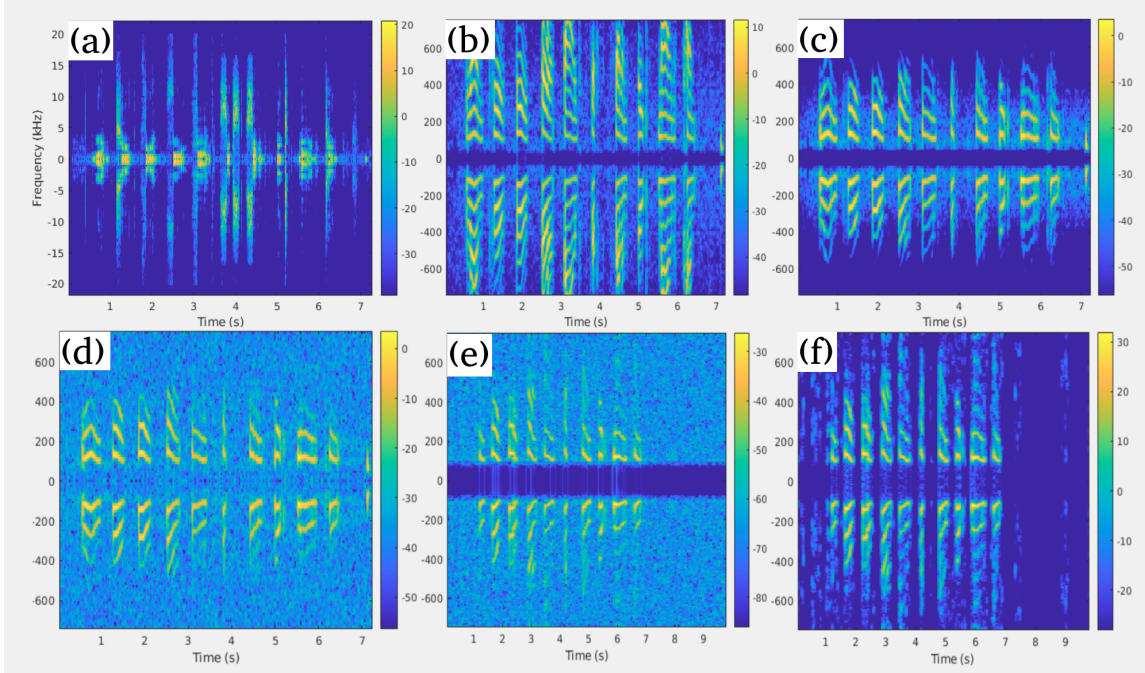 (a) (b) (c)
20 20 600 10 600 0
15 10 400 0 400 -10
10 5 200 -10 200 -20
0 0 0 -20 0 -30
-5 -10 -200 -30 -200 -40
-10 -20 -400 -40 -400 -50
-15 -30 -600 -600
-20
Frequency (kHz)
1 2 3 4 5 6 7 1 2 3 4 5 6 7 1 2 3 4 5 6 7
Time (s) Time (s) Time (s)
(d) (e) (f)
600 0 600 -30 600 30
400 -10 400 -40 400 20
200 -20 200 -50 200 10
0 -30 0 -60 0 0
-200 -40 -200 -70 -200 -10
-400 -50 -400 -80 -400 -20
-600 -600 -600
1 2 3 4 5 6 7 1 2 3 4 5 6 7 8 9 1 2 3 4 5 6 7 8 9
Time (s) Time (s) Time (s)